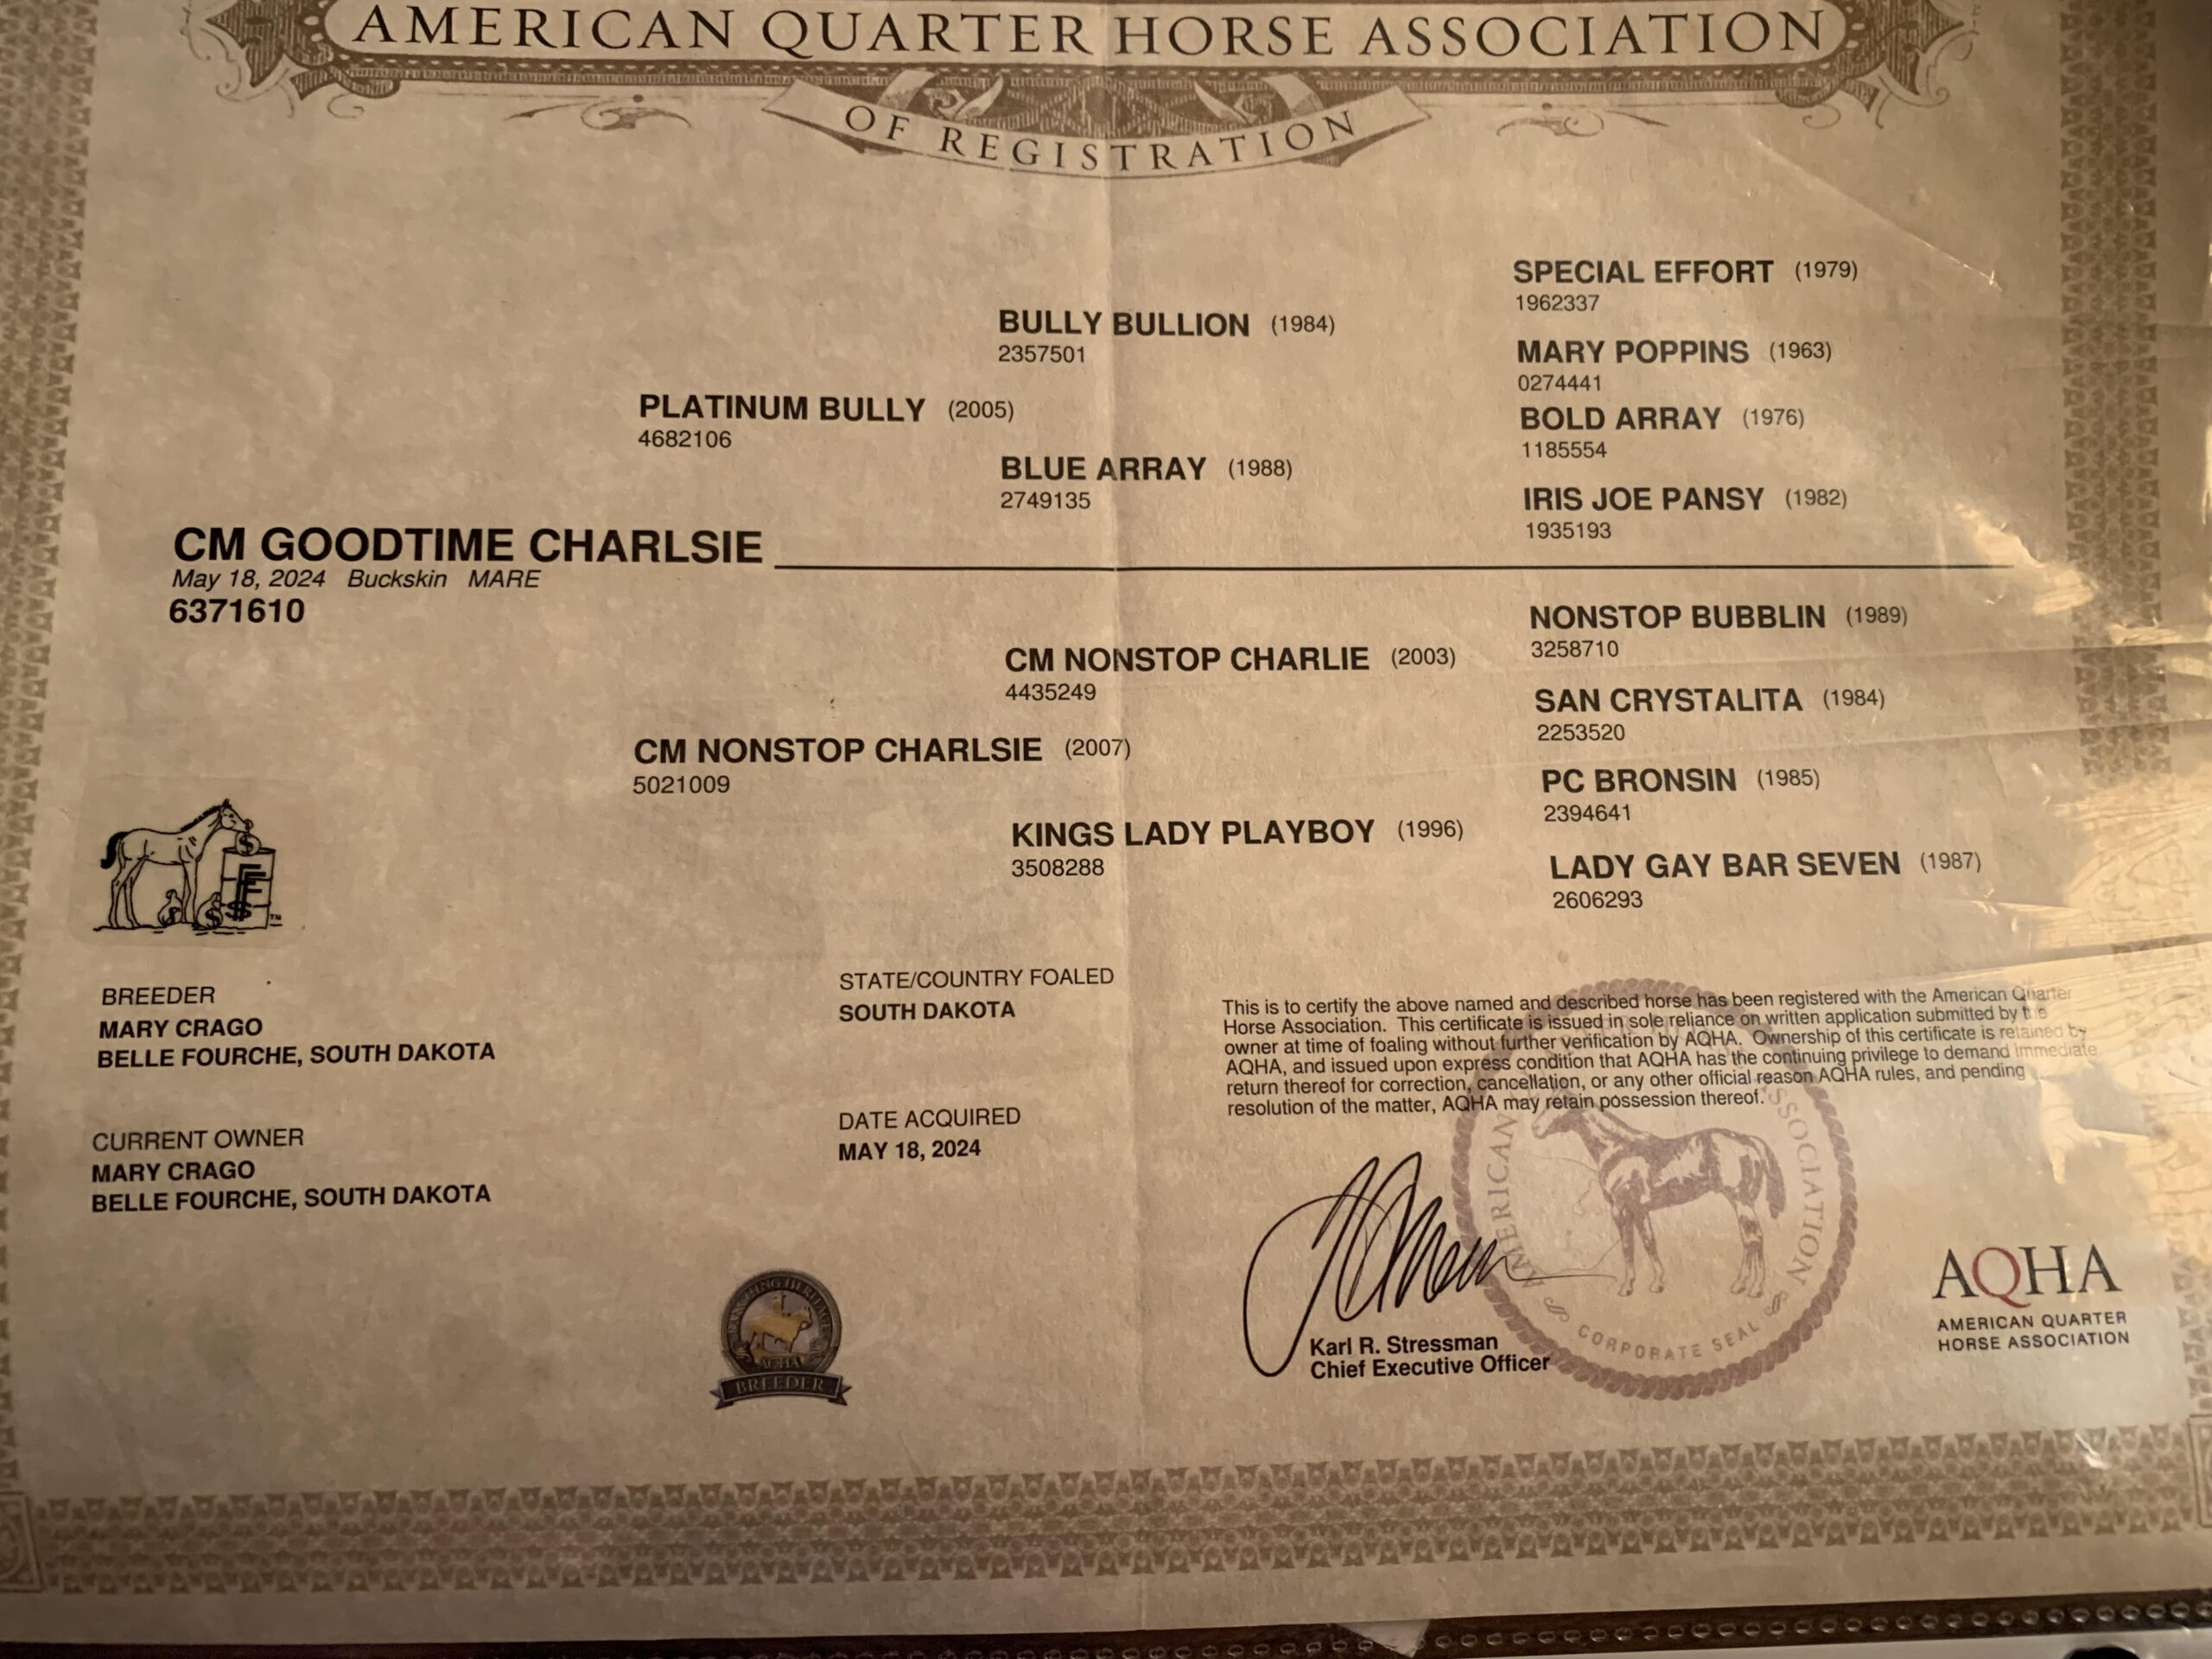 AMERICAN QUARTER HORSE ASSOCIATION
OF REGISTRATION
SPECIAL EFFORT (1979)
1962337
BULLY BULLION (1984)
2357501
MARY POPPINS (1963)
0274441
PLATINUM BULLY (2005)
4682106
BOLD ARRAY (1976)
1185554
BLUE ARRAY (1988)
2749135
IRIS JOE PANSY (1982)
1935193
CM GOODTIME CHARLSIE
May 18, 2024 Buckskin MARE
6371610
NONSTOP BUBBLIN (1989)
3258710
CM NONSTOP CHARLIE (2003)
4435249
SAN CRYSTALITA (1984)
2253520
CM NONSTOP CHARLSIE (2007)
5021009
PC BRONSIN (1985)
2394641
KINGS LADY PLAYBOY (1996)
3508288
LADY GAY BAR SEVEN (1987)
2606293
BREEDER
MARY CRAGO
BELLE FOURCHE, SOUTH DAKOTA
STATE/COUNTRY FOALED
SOUTH DAKOTA
CURRENT OWNER
MARY CRAGO
BELLE FOURCHE, SOUTH DAKOTA
DATE ACQUIRED
MAY 18, 2024
This is to certify the above named and described horse has been registered with the American Quarter
Horse Association. This certificate is issued in sole reliance on written application submitted by the
owner at time of foaling without further verification by AQHA. Ownership of this certificate is retained by
AQHA, and issued upon express condition that AQHA has the continuing privilege to demand immediate
return thereof for correction, cancellation, or any other official reason AQHA rules, and pending
resolution of the matter, AQHA may retain possession thereof.
Karl R. Stressman
Chief Executive Officer
AMERICAN
ASSOCIATION
CORPORATE SEAL
AQHA
BREEDER
AQHA
AMERICAN QUARTER
HORSE ASSOCIATION